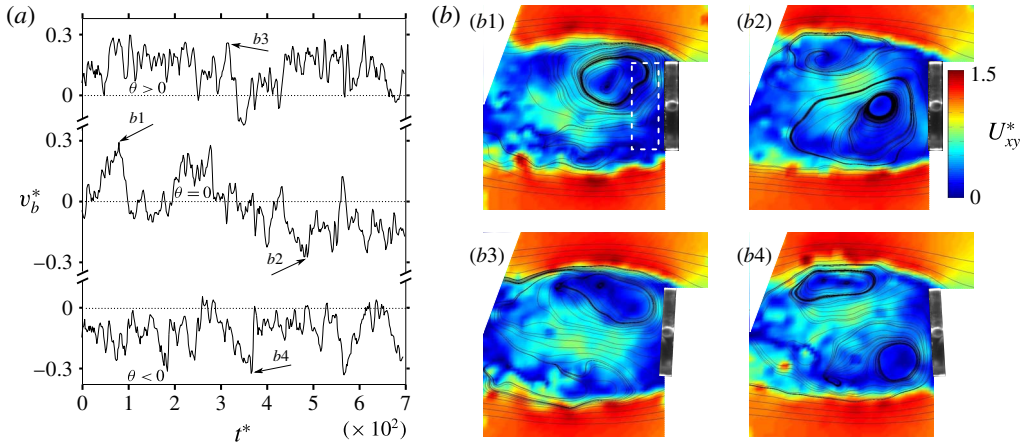 (a)
0.3
b3
0
θ > 0
0.3
b1
v*b
0
θ = 0
−0.3
b2
0
−0.3
θ < 0
b4
0 1 2 3 4 5 6 7
t* (× 10²)
(b)
(b1)
(b2)
1.5
U*xy
0
(b3)
(b4)